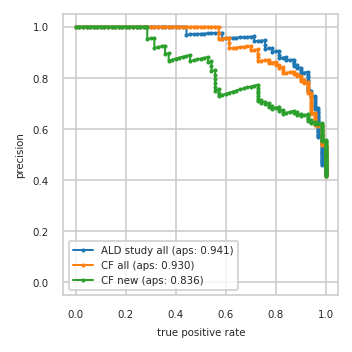 1.0
0.8
0.6
0.4
0.2
0.0
precision
ALD study all (aps: 0.941)
CF all (aps: 0.930)
CF new (aps: 0.836)
0.0 0.2 0.4 0.6 0.8 1.0
true positive rate